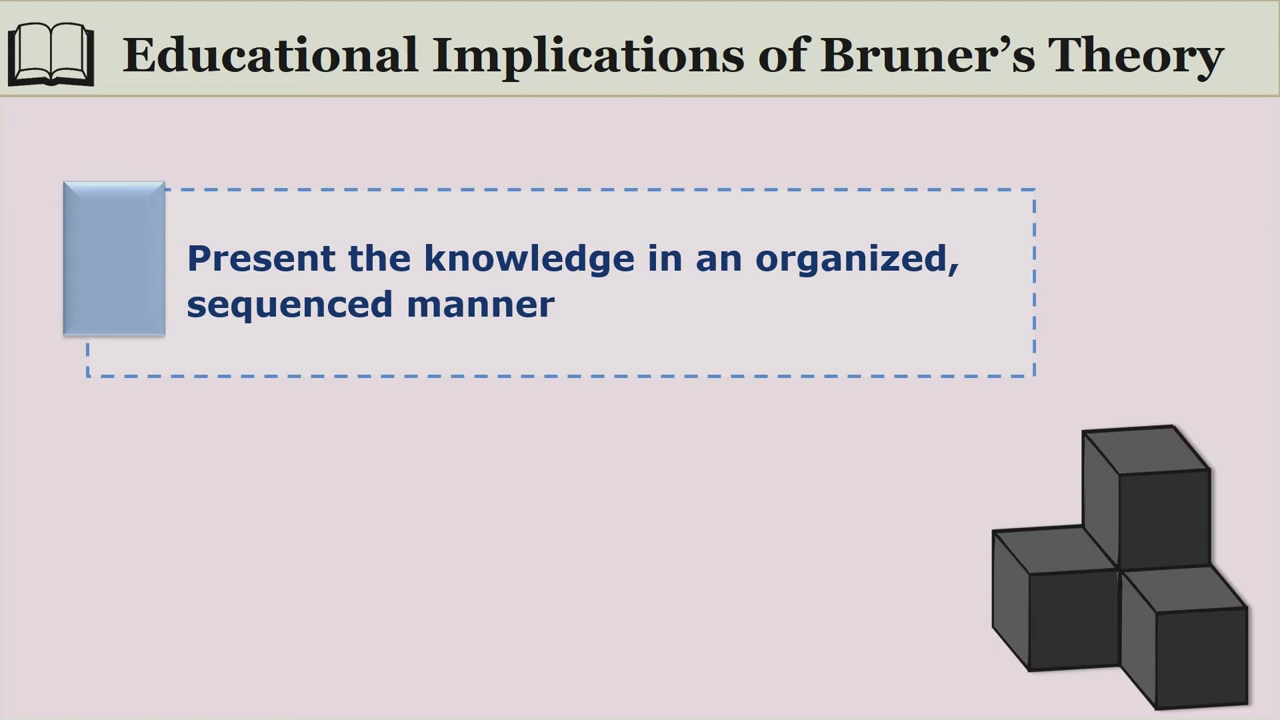 Educational Implications of Bruner’s Theory
Present the knowledge in an organized,
sequenced manner